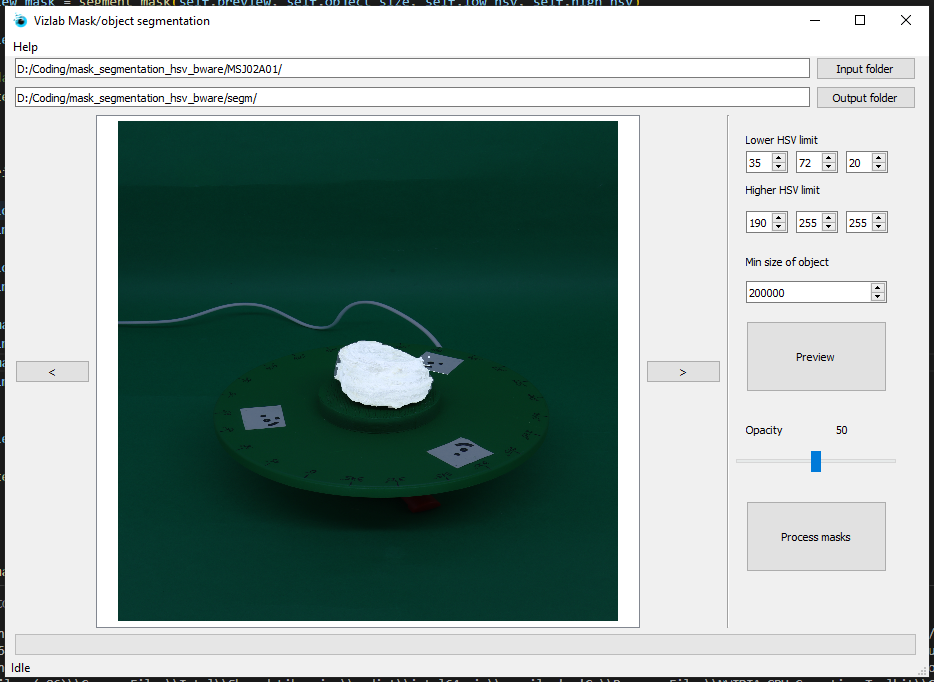 view_mask = segment_mask(self.preview, self.object_size, self.low_hsv, self.high_hsv)
Vizlab Mask/object segmentation
Help
D:/Coding/mask_segmentation_hsv_bware/MSJ02A01/
Input folder
D:/Coding/mask_segmentation_hsv_bware/segm/
Output folder
Lower HSV limit
35 72 20
Higher HSV limit
190 255 255
Min size of object
200000
Preview
< >
Opacity 50
Process masks
Idle